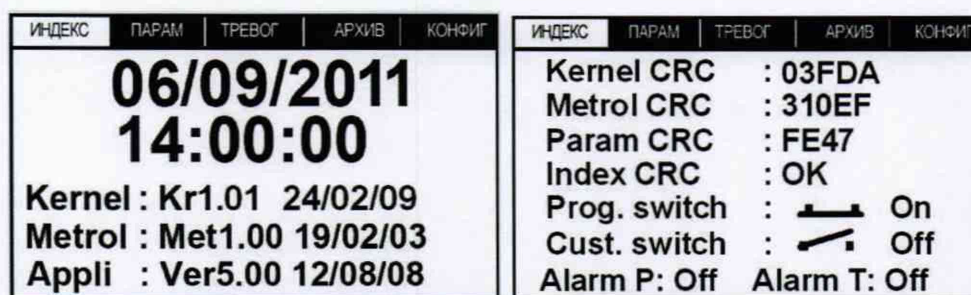 ИНДЕКС ПАРАМ ТРЕВОГ АРХИВ КОНФИГ
06/09/2011
14:00:00
Kernel : Kr1.01 24/02/09
Metrol : Met1.00 19/02/03
Appli : Ver5.00 12/08/08
ИНДЕКС ПАРАМ ТРЕВОГ АРХИВ КОНФИГ
Kernel CRC : 03FDA
Metrol CRC : 310EF
Param CRC : FE47
Index CRC : OK
Prog. switch : On
Cust. switch : Off
Alarm P: Off Alarm T: Off